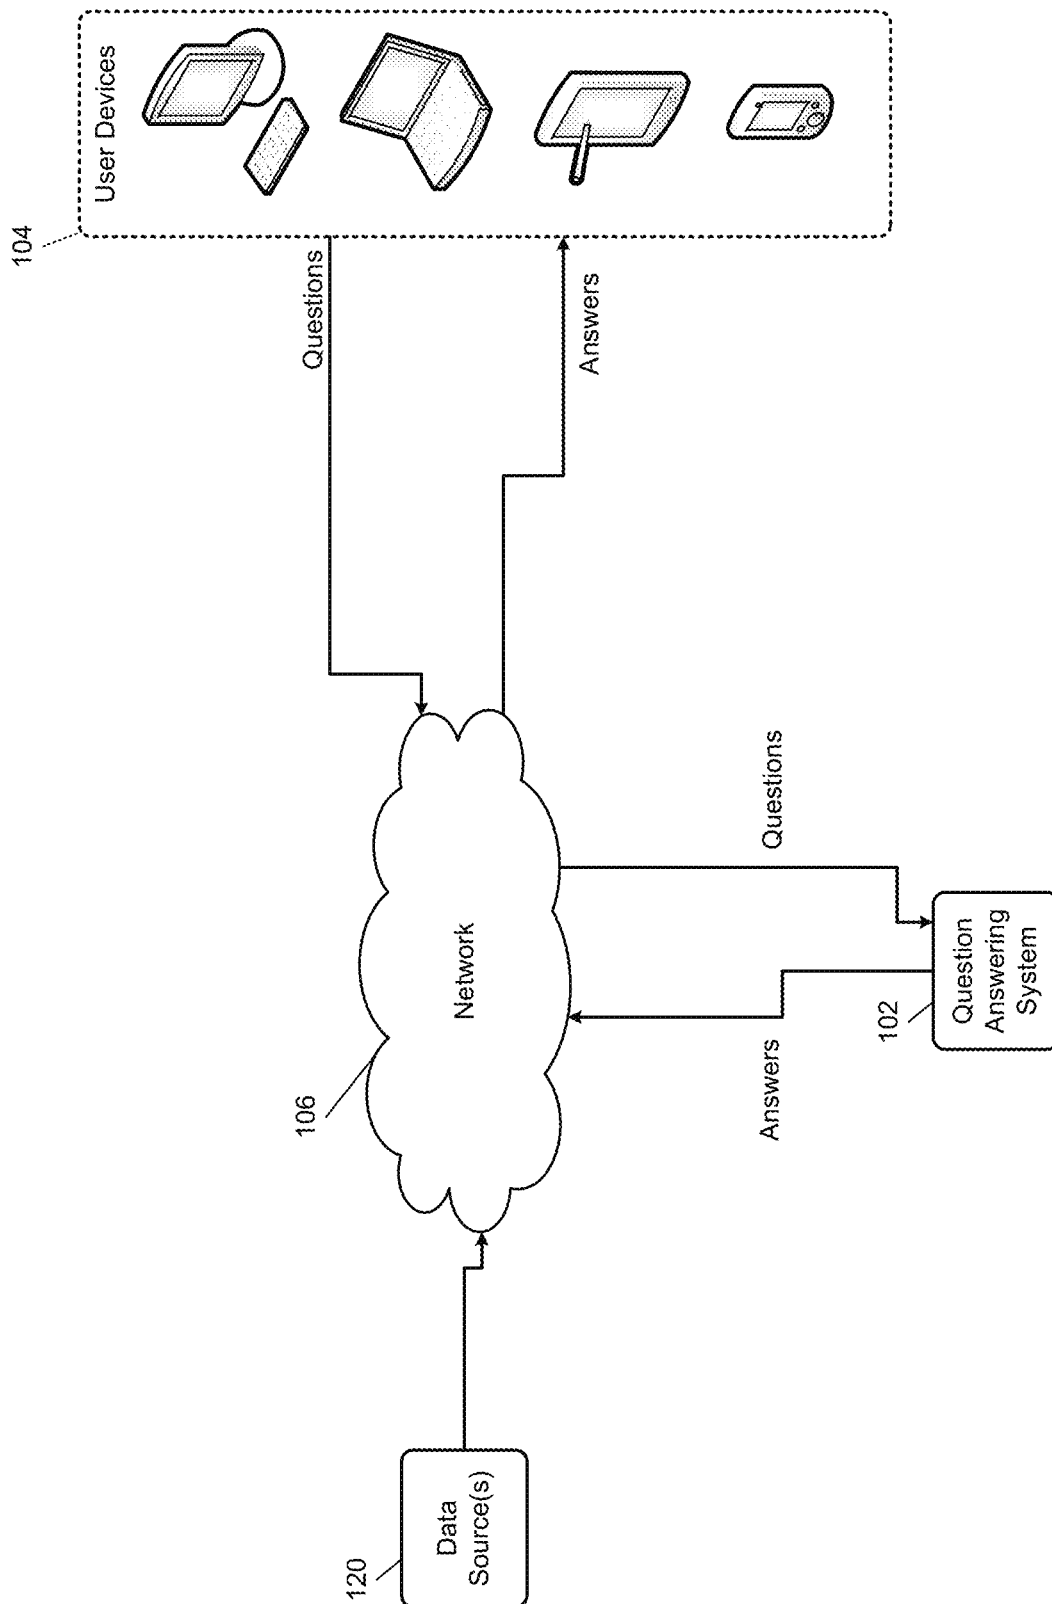 104
User Devices
106
Questions
120
Data
Source(s)
Network
Answers
Answers
Questions
102
Question
Answering
System